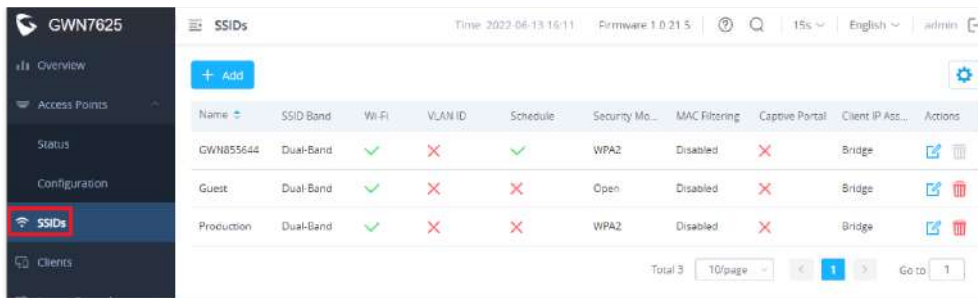 GWN7625
SSIDs
Time 2022-06-13 16:11 Firmware 1.0.21.5 15s English admin
Overview
Access Points
Status
Configuration
SSIDs
Clients
+ Add
Name SSID Band Wi-Fi VLAN ID Schedule Security Mo... MAC Filtering Captive Portal Client IP Ass... Actions
GWN855644 Dual-Band WPA2 Disabled Bridge
Guest Dual-Band Open Disabled Bridge
Production Dual-Band WPA2 Disabled Bridge
Total 3 10/page 1 Go to 1